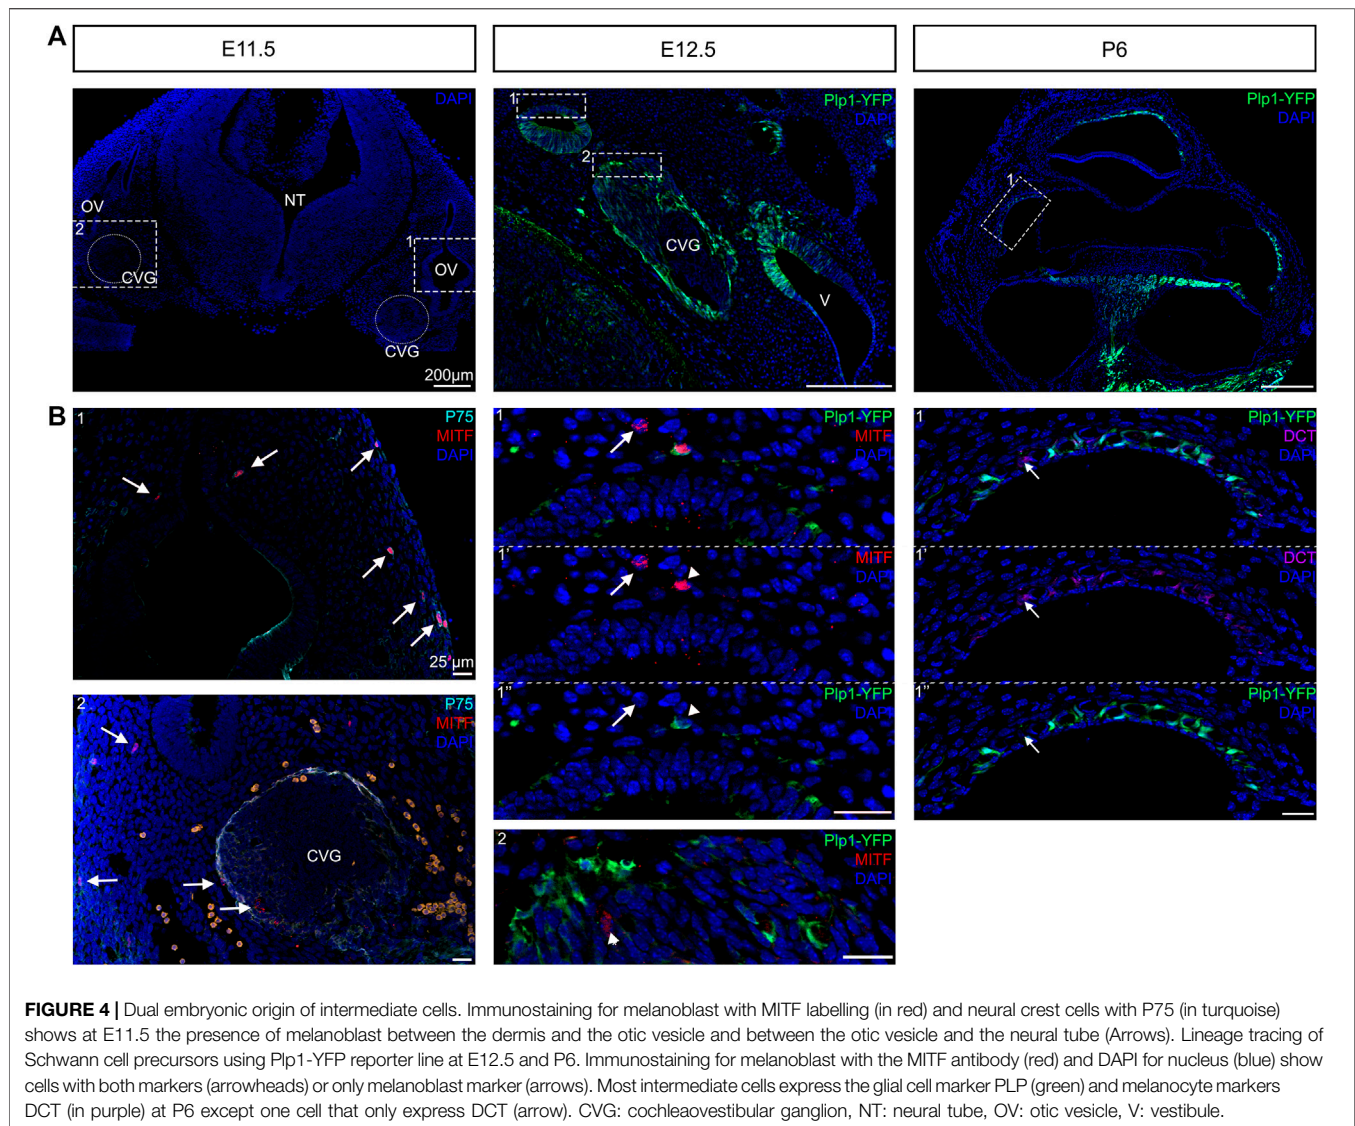 A
E11.5
E12.5
P6
DAPI
OV
2
CVG
NT
1
OV
CVG
200µm
1
Plp1-YFP
DAPI
2
CVG
V
Plp1-YFP
DAPI
1
B
1
P75
MITF
DAPI
25 µm
2
P75
MITF
DAPI
CVG
1
Plp1-YFP
MITF
DAPI
1'
MITF
DAPI
1"
Plp1-YFP
DAPI
2
Plp1-YFP
MITF
DAPI
1
Plp1-YFP
DCT
DAPI
1'
DCT
DAPI
1"
Plp1-YFP
DAPI
FIGURE 4 | Dual embryonic origin of intermediate cells. Immunostaining for melanoblast with MITF labelling (in red) and neural crest cells with P75 (in turquoise)
shows at E11.5 the presence of melanoblast between the dermis and the otic vesicle and between the otic vesicle and the neural tube (Arrows). Lineage tracing of
Schwann cell precursors using Plp1-YFP reporter line at E12.5 and P6. Immunostaining for melanoblast with the MITF antibody (red) and DAPI for nucleus (blue) show
cells with both markers (arrowheads) or only melanoblast marker (arrows). Most intermediate cells express the glial cell marker PLP (green) and melanocyte markers
DCT (in purple) at P6 except one cell that only express DCT (arrow). CVG: cochleaovestibular ganglion, NT: neural tube, OV: otic vesicle, V: vestibule.